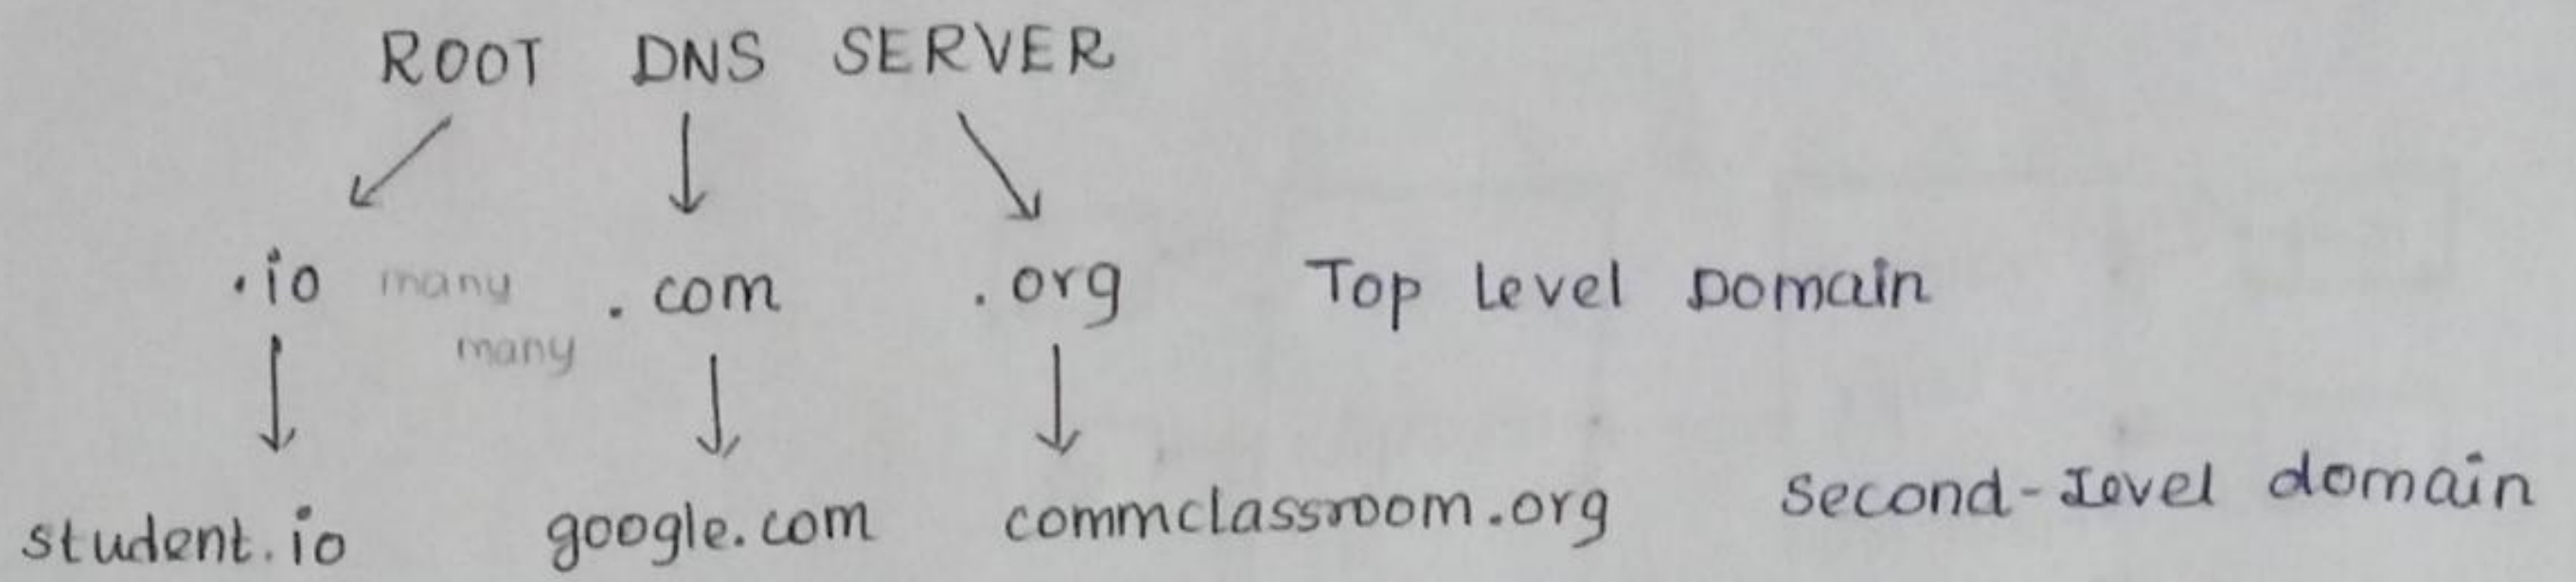 ROOT DNS SERVER
.io many .com .org Top Level Domain
many
student.io google.com commclassroom.org Second-Level domain